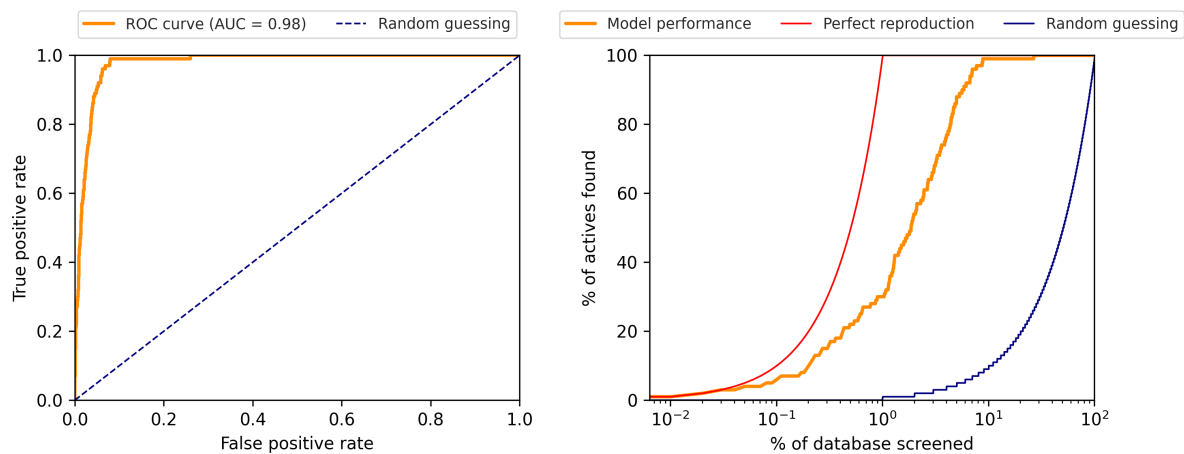 ROC curve (AUC = 0.98)
Random guessing
1.0
0.8
0.6
0.4
0.2
0.0
True positive rate
0.0
0.2
0.4
0.6
0.8
1.0
False positive rate
Model performance
Perfect reproduction
Random guessing
100
80
60
40
20
0
% of actives found
10⁻²
10⁻¹
10⁰
10¹
10²
% of database screened